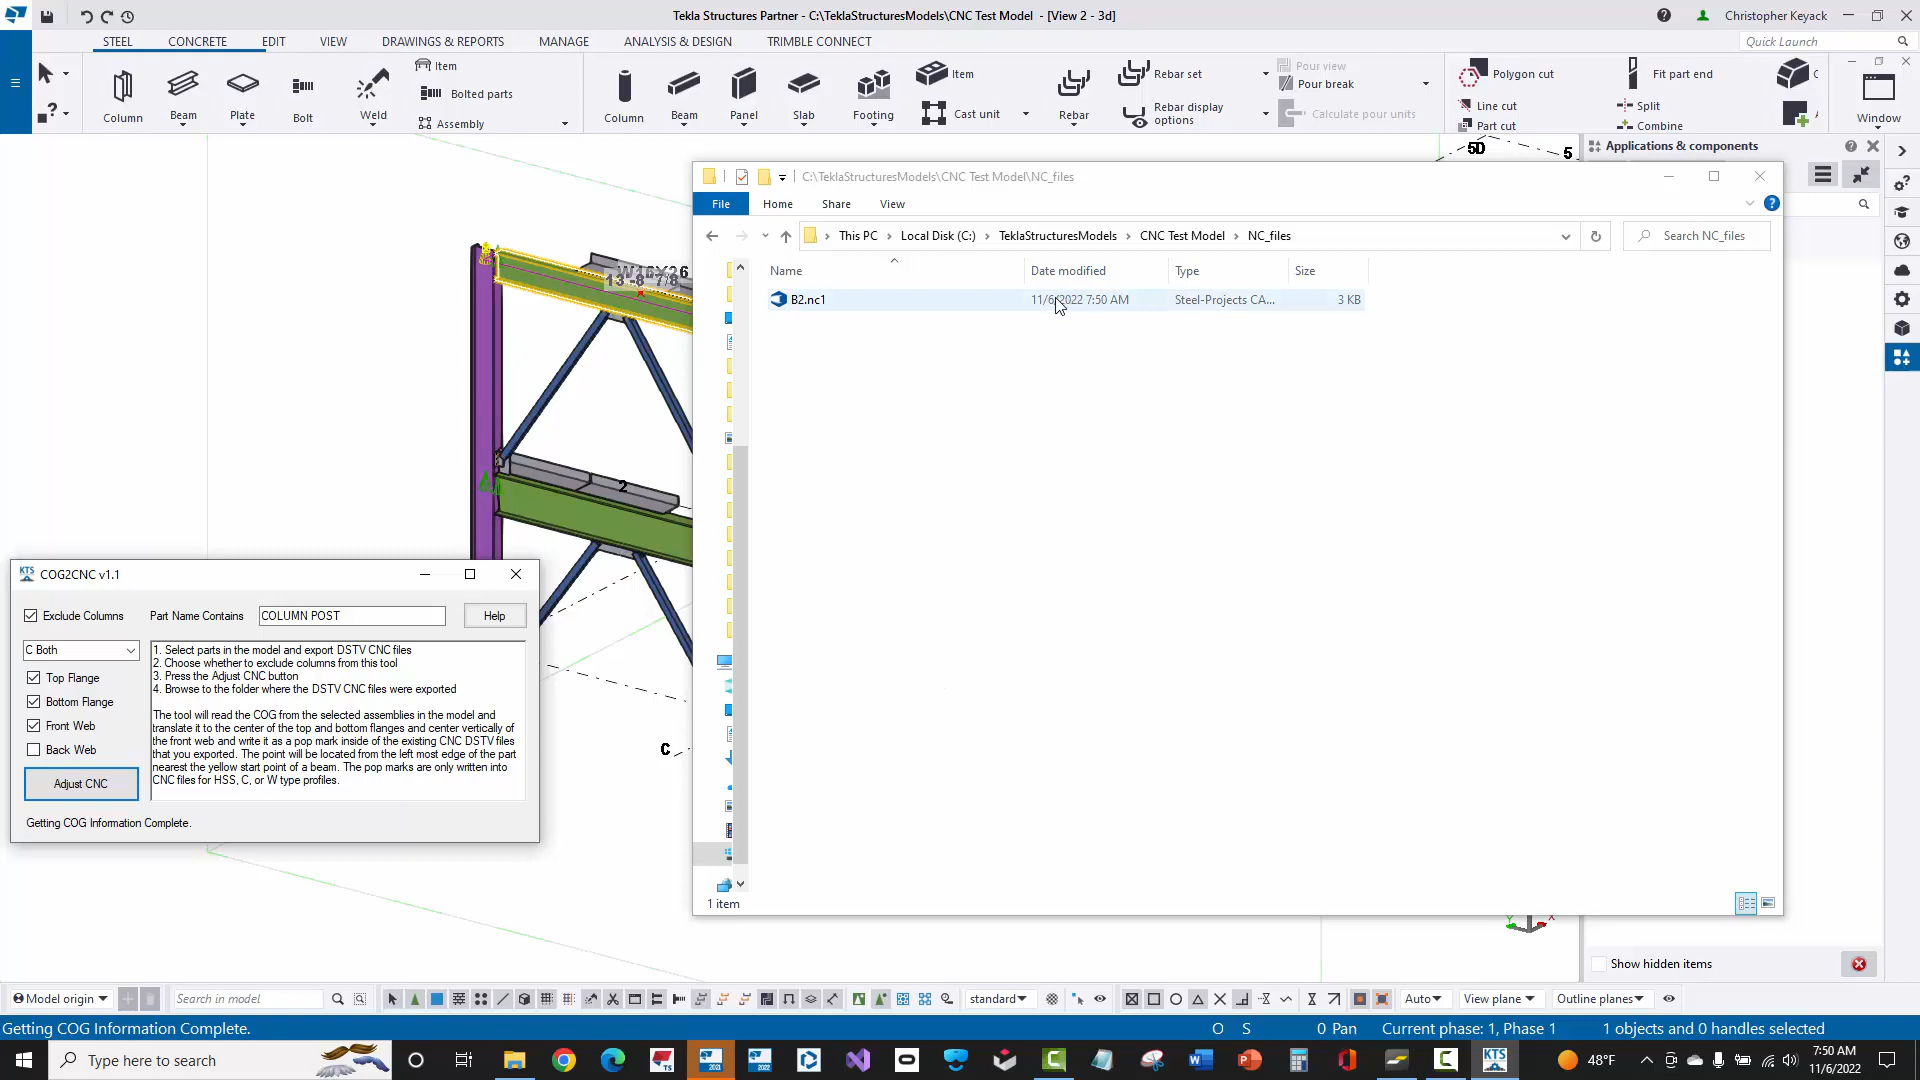 Tekla Structures Partner - C:\TeklaStructuresModels\CNC Test Model - [View 2 - 3d]
Christopher Keyack
STEEL CONCRETE EDIT VIEW DRAWINGS & REPORTS MANAGE ANALYSIS & DESIGN TRIMBLE CONNECT
Quick Launch
Column
Beam
Plate
Bolt
Weld
Item
Bolted parts
Assembly
Column
Beam
Panel
Slab
Footing
Item
Cast unit
Rebar
Rebar set
Rebar display
options
Pour view
Pour break
Calculate pour units
Polygon cut
Line cut
Part cut
Fit part end
Split
Combine
Window
5D
5
Applications & components
W16X26
13'-8" 7/8
2
C
C:\TeklaStructuresModels\CNC Test Model\NC_files
File Home Share View
This PC
Local Disk (C:)
TeklaStructuresModels
CNC Test Model
NC_files
Search NC_files
Name Date modified Type Size
B2.nc1 11/6/2022 7:50 AM Steel-Projects CA... 3 KB
1 item
KTS COG2CNC v1.1
Exclude Columns
Part Name Contains
COLUMN POST
Help
C Both
Top Flange
Bottom Flange
Front Web
Back Web
Adjust CNC
1. Select parts in the model and export DSTV CNC files
2. Choose whether to exclude columns from this tool
3. Press the Adjust CNC button
4. Browse to the folder where the DSTV CNC files were exported
The tool will read the COG from the selected assemblies in the model and
translate it to the center of the top and bottom flanges and center vertically of
the front web and write it as a pop mark inside of the existing CNC DSTV files
that you exported. The point will be located from the left most edge of the part
nearest the yellow start point of a beam. The pop marks are only written into
CNC files for HSS, C, or W type profiles.
Getting COG Information Complete.
Show hidden items
Model origin
Search in model
standard
Auto
View plane
Outline planes
Getting COG Information Complete.
O S 0 Pan Current phase: 1, Phase 1 1 objects and 0 handles selected
Type here to search
2021
2022
KTS
48°F
7:50 AM
11/6/2022